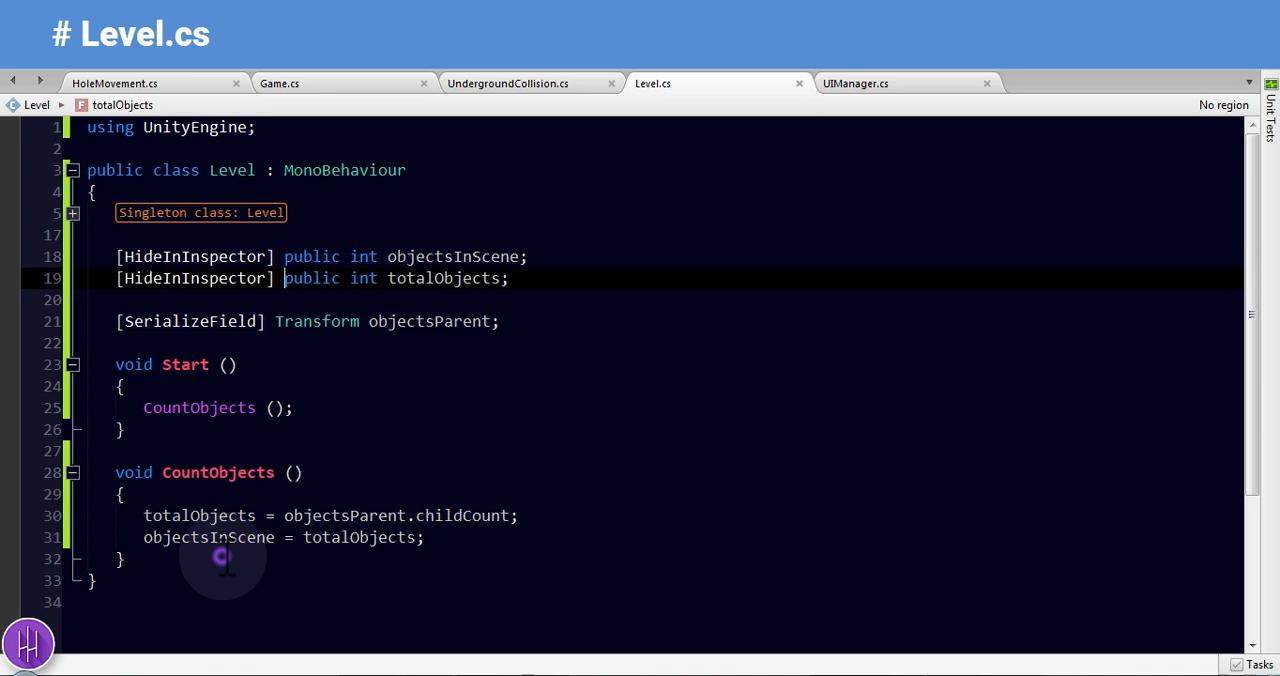 # Level.cs
HoleMovement.cs
Game.cs
UndergroundCollision.cs
Level.cs
UIManager.cs
Level
F totalObjects
No region
Unit Tests
1 using UnityEngine;
2
3 public class Level : MonoBehaviour
4 {
5 Singleton class: Level
17
18 [HideInInspector] public int objectsInScene;
19 [HideInInspector] public int totalObjects;
20
21 [SerializeField] Transform objectsParent;
22
23 void Start ()
24 {
25 CountObjects ();
26 }
27
28 void CountObjects ()
29 {
30 totalObjects = objectsParent.childCount;
31 objectsInScene = totalObjects;
32 }
33 }
34
Tasks